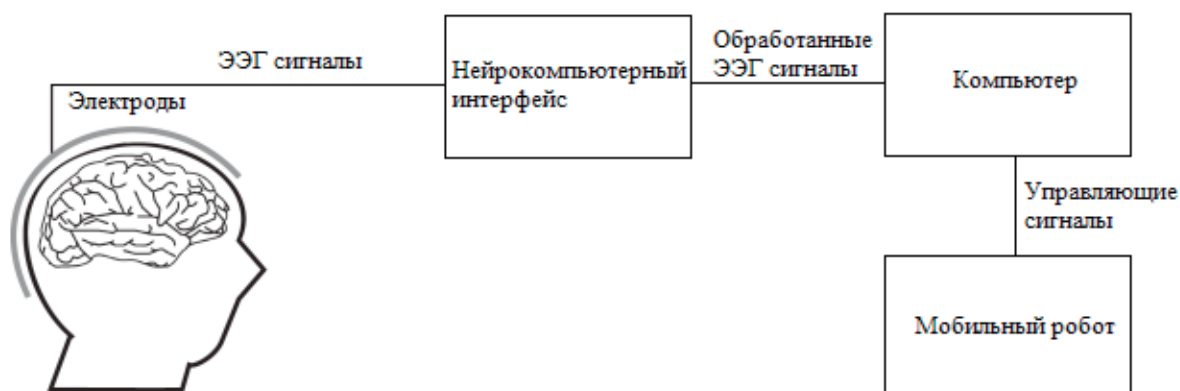 ЭЭГ сигналы
Электроды
Нейрокомпьютерный
интерфейс
Обработанные
ЭЭГ сигналы
Компьютер
Управляющие
сигналы
Мобильный робот